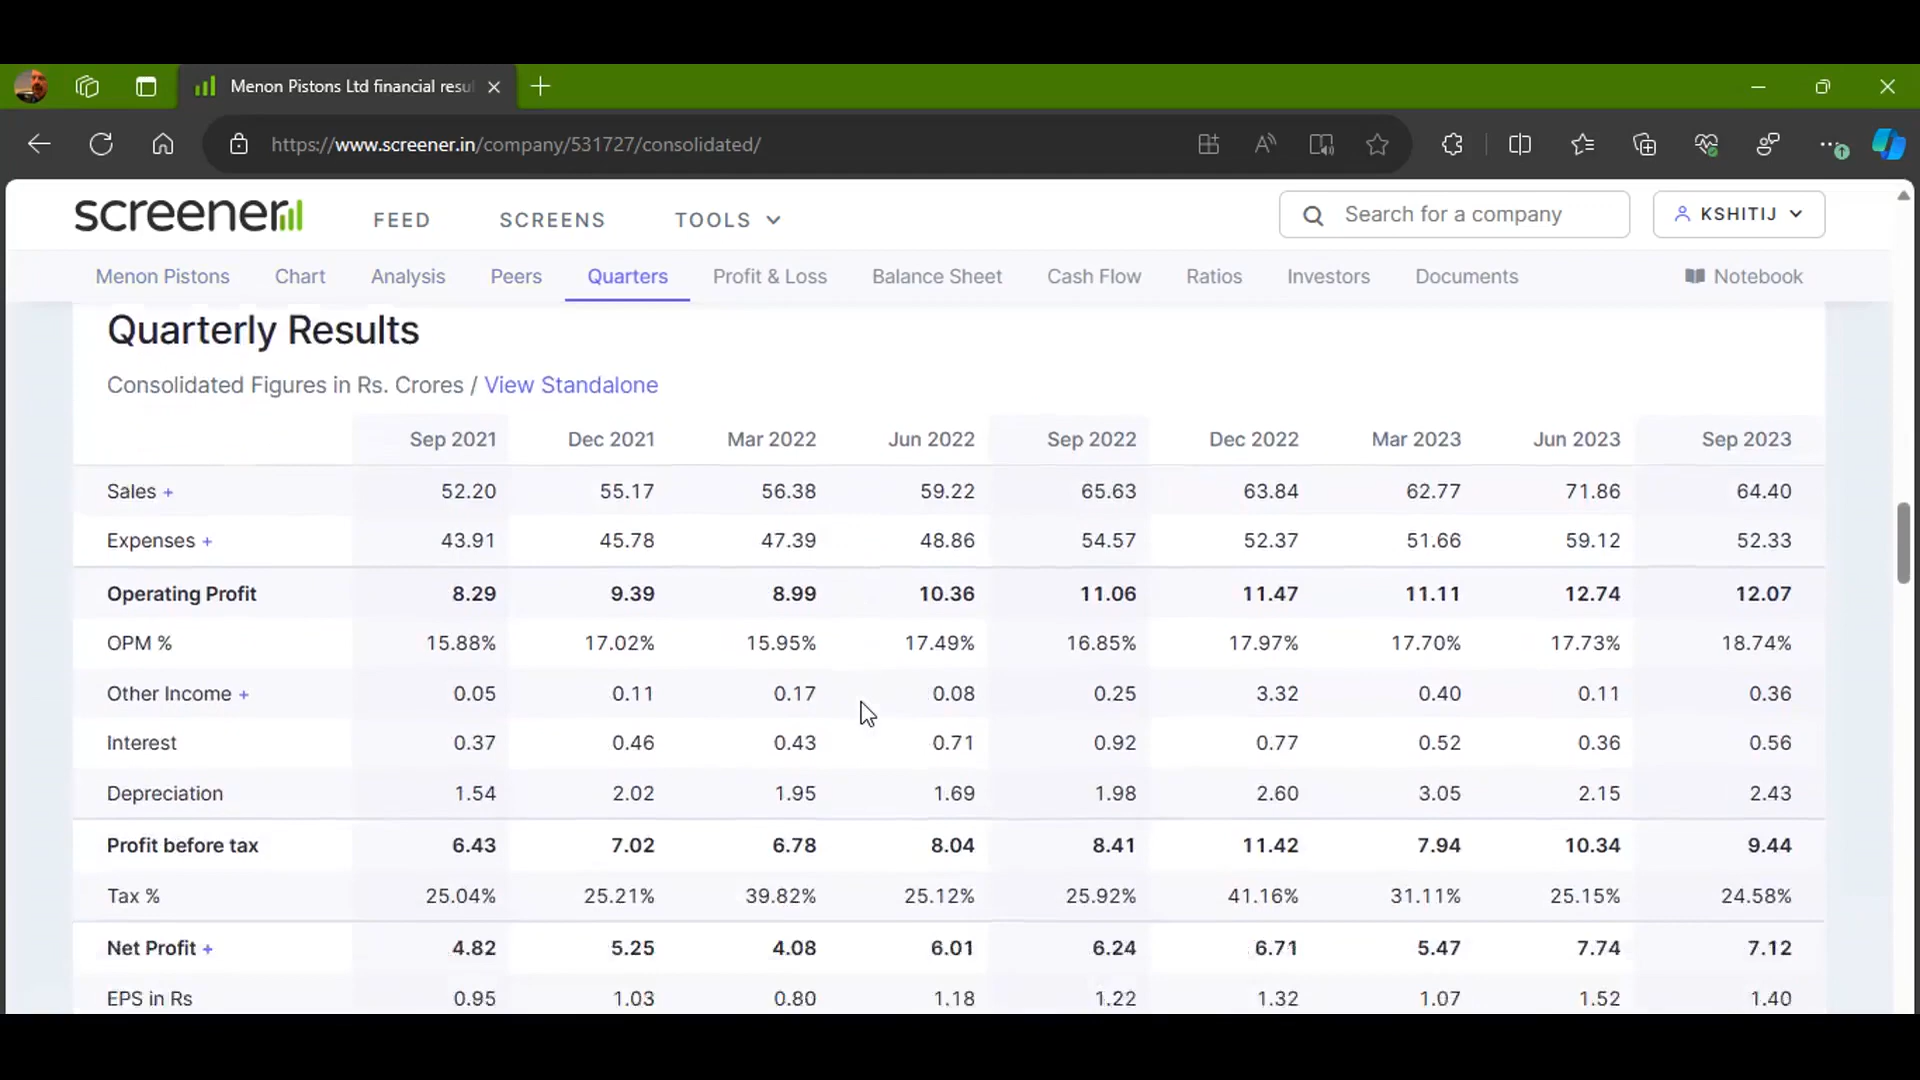 Menon Pistons Ltd financial resu
https://www.screener.in/company/531727/consolidated/
screener FEED SCREENS TOOLS Search for a company KSHITIJ
Menon Pistons Chart Analysis Peers Quarters Profit & Loss Balance Sheet Cash Flow Ratios Investors Documents Notebook
Quarterly Results
Consolidated Figures in Rs. Crores / View Standalone
Sep 2021 Dec 2021 Mar 2022 Jun 2022 Sep 2022 Dec 2022 Mar 2023 Jun 2023 Sep 2023
Sales + 52.20 55.17 56.38 59.22 65.63 63.84 62.77 71.86 64.40
Expenses + 43.91 45.78 47.39 48.86 54.57 52.37 51.66 59.12 52.33
Operating Profit 8.29 9.39 8.99 10.36 11.06 11.47 11.11 12.74 12.07
OPM % 15.88% 17.02% 15.95% 17.49% 16.85% 17.97% 17.70% 17.73% 18.74%
Other Income + 0.05 0.11 0.17 0.08 0.25 3.32 0.40 0.11 0.36
Interest 0.37 0.46 0.43 0.71 0.92 0.77 0.52 0.36 0.56
Depreciation 1.54 2.02 1.95 1.69 1.98 2.60 3.05 2.15 2.43
Profit before tax 6.43 7.02 6.78 8.04 8.41 11.42 7.94 10.34 9.44
Tax % 25.04% 25.21% 39.82% 25.12% 25.92% 41.16% 31.11% 25.15% 24.58%
Net Profit + 4.82 5.25 4.08 6.01 6.24 6.71 5.47 7.74 7.12
EPS in Rs 0.95 1.03 0.80 1.18 1.22 1.32 1.07 1.52 1.40